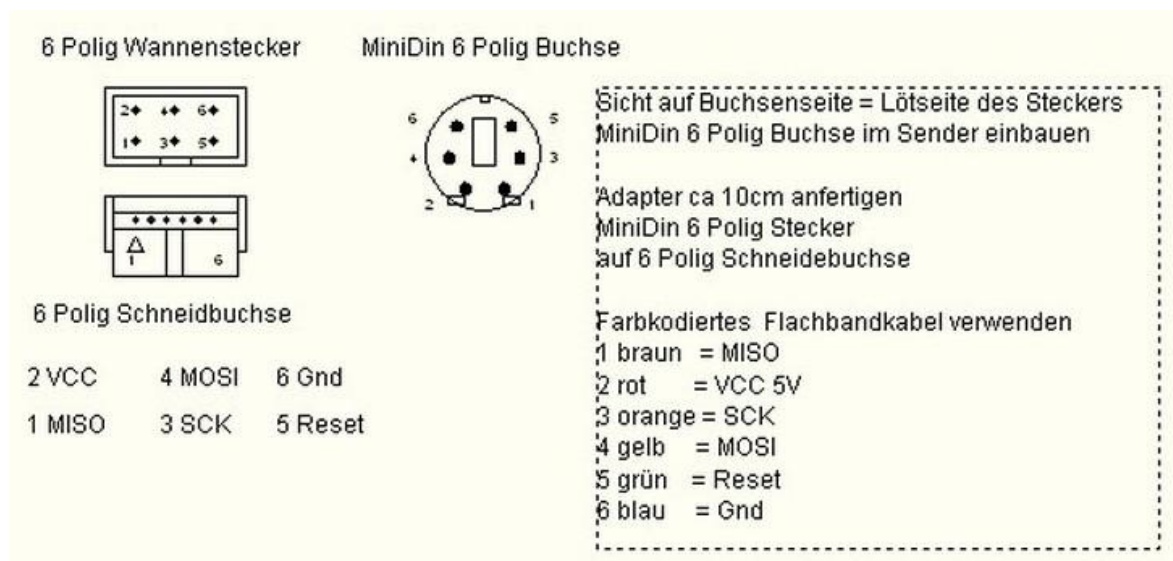 6 Polig Wannenstecker
MiniDin 6 Polig Buchse
2 4 6
1 3 5
6 5
4 3
2 1
1 6
6 Polig Schneidbuchse
2 VCC 4 MOSI 6 Gnd
1 MISO 3 SCK 5 Reset
Sicht auf Buchsenseite = Lötseite des Steckers
MiniDin 6 Polig Buchse im Sender einbauen
Adapter ca 10cm anfertigen
MiniDin 6 Polig Stecker
auf 6 Polig Schneidebuchse
Farbkodiertes Flachbandkabel verwenden
1 braun = MISO
2 rot = VCC 5V
3 orange = SCK
4 gelb = MOSI
5 grün = Reset
6 blau = Gnd